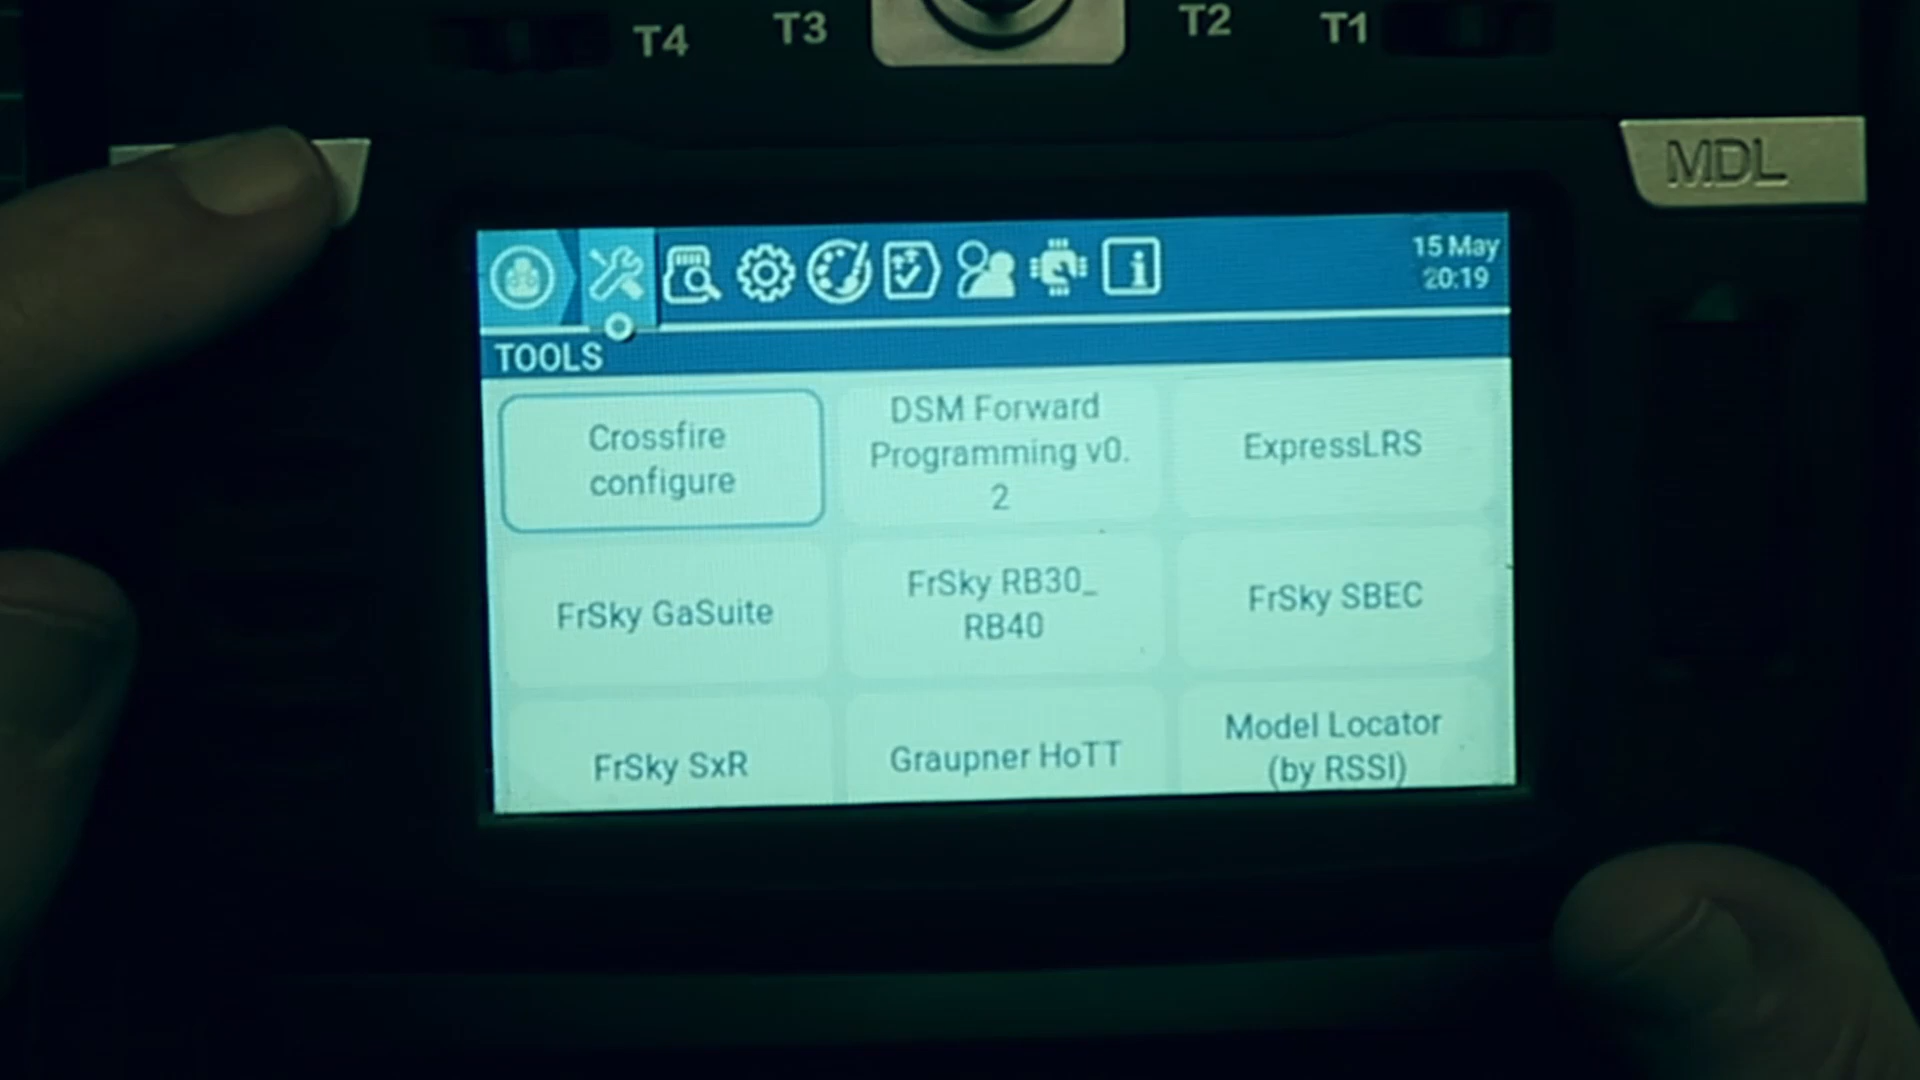 T4
T3
T2
T1
MDL
15 May
20:19
TOOLS
Crossfire
configure
DSM Forward
Programming v0.
2
ExpressLRS
FrSky GaSuite
FrSky RB30_
RB40
FrSky SBEC
FrSky SxR
Graupner HoTT
Model Locator
(by RSSI)